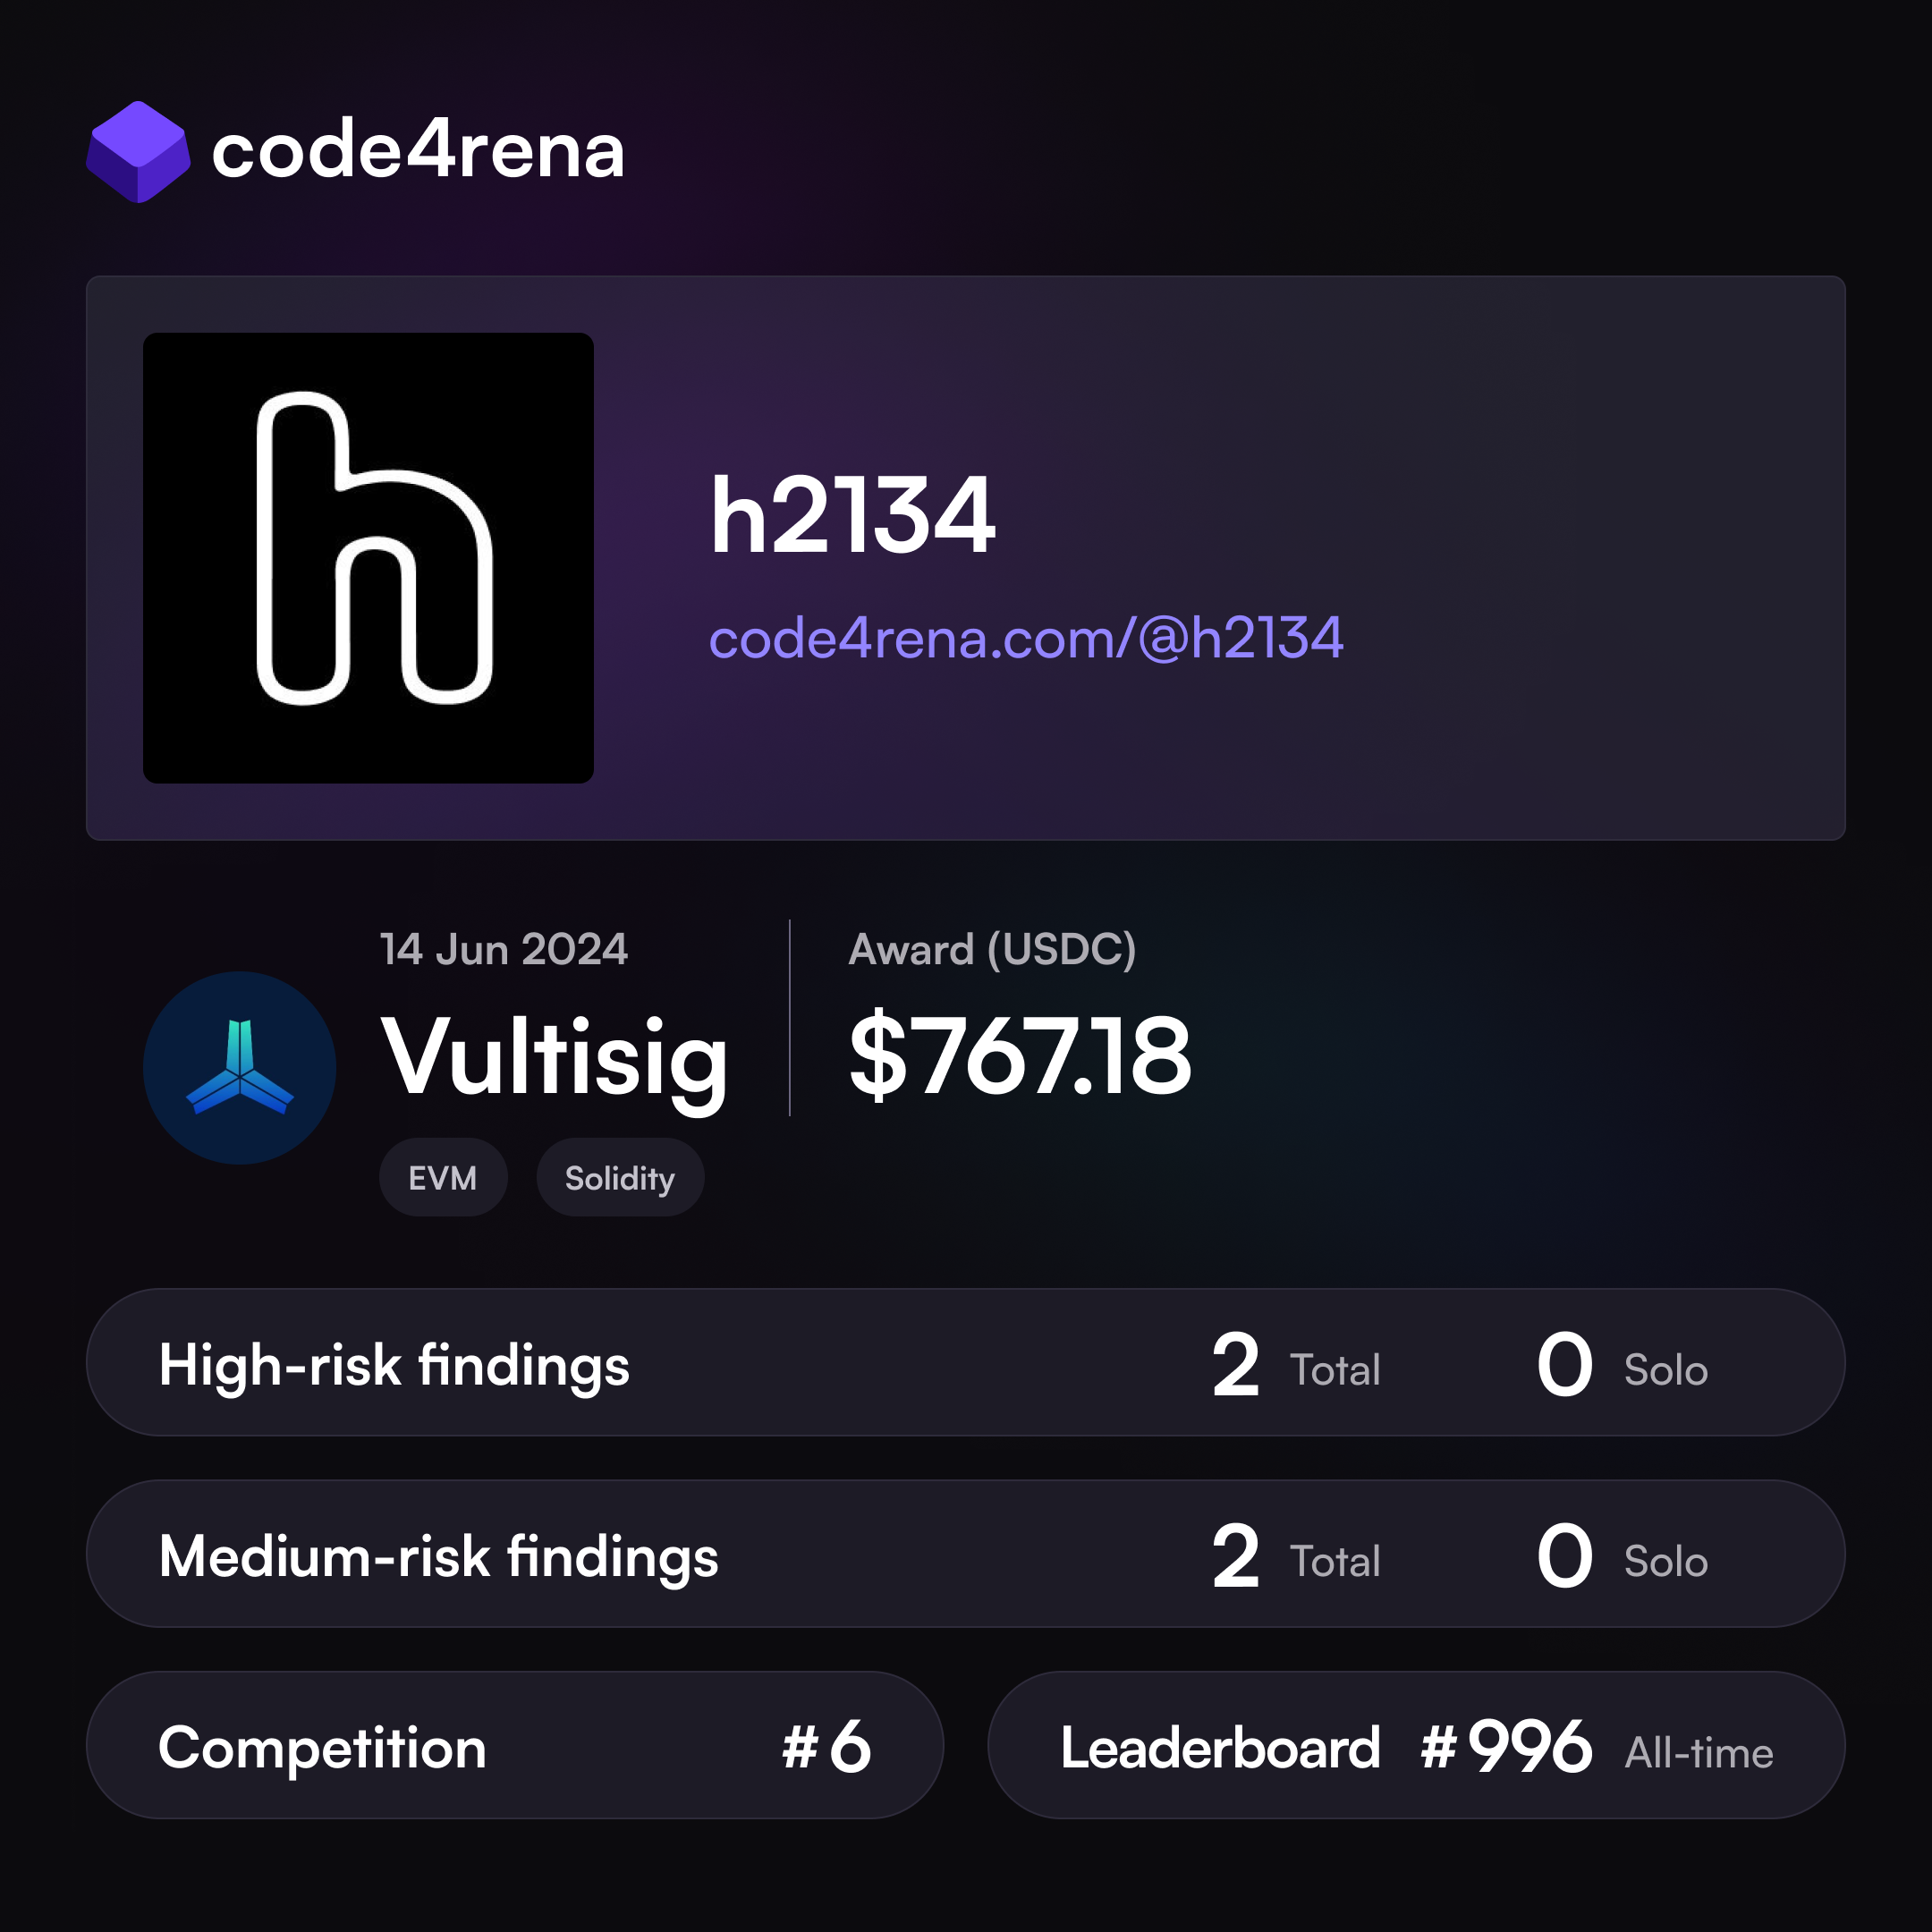 code4rena
h
h2134
code4rena.com/@h2134
14 Jun 2024
Vultisig
EVM Solidity
Award (USDC)
$767.18
High-risk findings 2 Total 0 Solo
Medium-risk findings 2 Total 0 Solo
Competition #6
Leaderboard #996 All-time